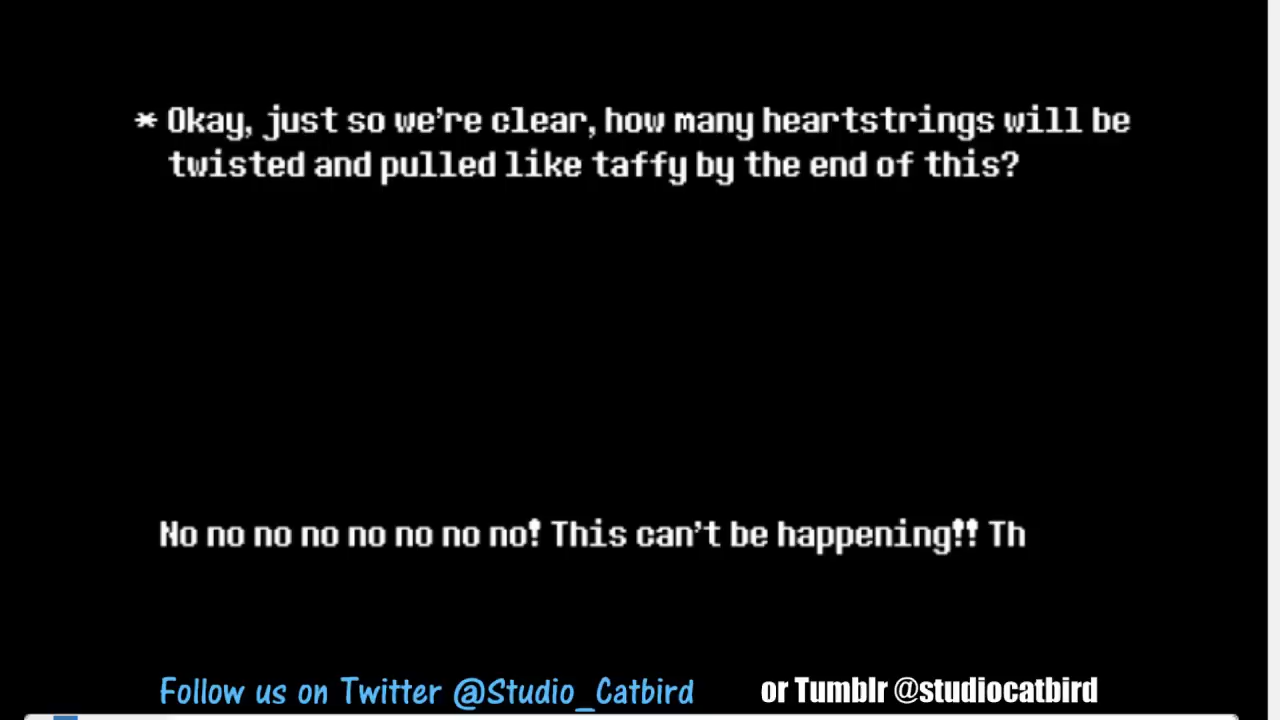 * Okay, just so we're clear, how many heartstrings will be
twisted and pulled like taffy by the end of this?
No no no no no no no no! This can't be happening!! Th
Follow us on Twitter @Studio_Catbird or Tumblr @studiocatbird